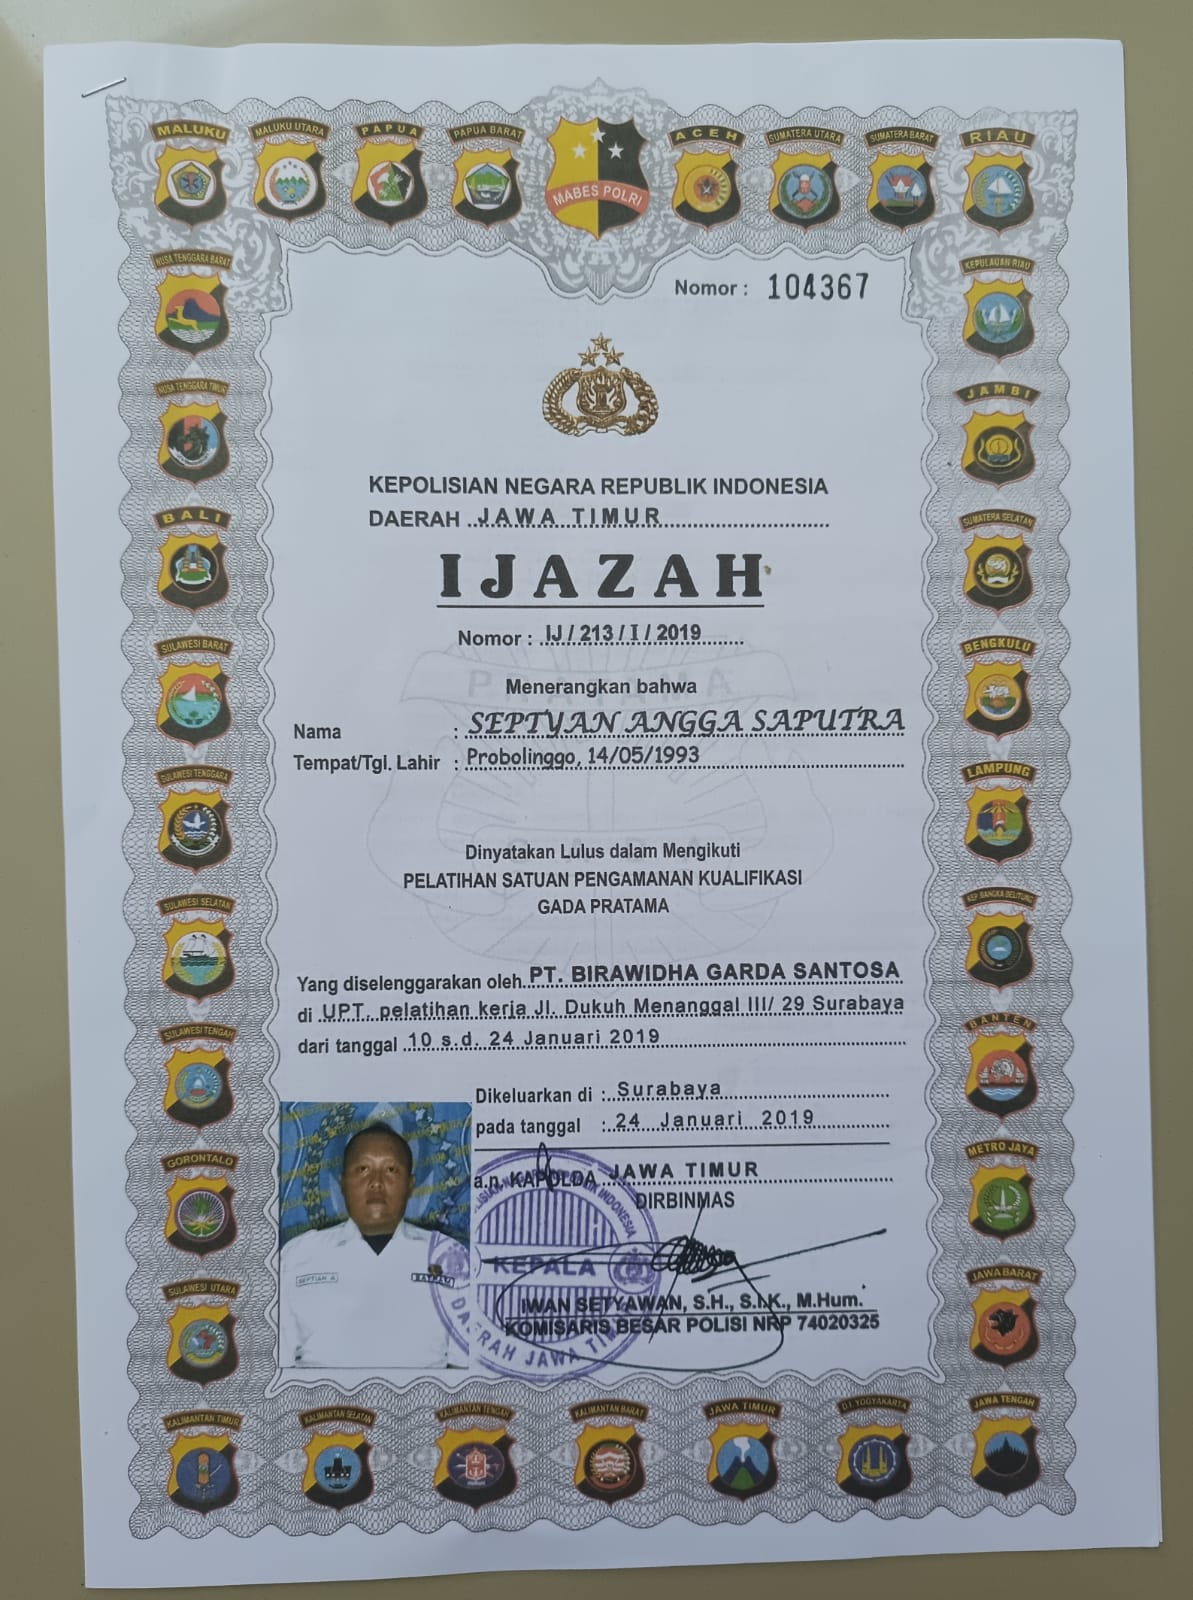 MALUKU
MALUKU UTARA
PAPUA
PAPUA BARAT
MABES POLRI
ACEH
SUMATERA UTARA
SUMATERA BARAT
RIAU
NUSA TENGGARA BARAT
KEPULAUAN RIAU
Nomor : 104367
NUSA TENGGARA TIMUR
JAMBI
KEPOLISIAN NEGARA REPUBLIK INDONESIA
DAERAH JAWA TIMUR
BALI
SUMATERA SELATAN
IJAZAH
Nomor : IJ / 213 / I / 2019
SULAWESI BARAT
BENGKULU
PRATAMA
Menerangkan bahwa
Nama : SEPTYAN ANGGA SAPUTRA
Tempat/Tgl. Lahir : Probolinggo, 14/05/1993
SULAWESI TENGGARA
LAMPUNG
Dinyatakan Lulus dalam Mengikuti
PELATIHAN SATUAN PENGAMANAN KUALIFIKASI
GADA PRATAMA
SULAWESI SELATAN
KEP. BANGKA BELITUNG
Yang diselenggarakan oleh PT. BIRAWIDHA GARDA SANTOSA
di UPT. pelatihan kerja Jl. Dukuh Menanggal III/ 29 Surabaya
dari tanggal 10 s.d. 24 Januari 2019
SULAWESI TENGAH
BANTEN
Dikeluarkan di : Surabaya
pada tanggal : 24 Januari 2019
GORONTALO
METRO JAYA
a.n. KAPOLDA JAWA TIMUR
DIRBINMAS
KEPALA
DAERAH JAWA TIM
SEPTIAN A
SATPAM
SULAWESI UTARA
JAWA BARAT
IWAN SETYAWAN, S.H., S.I.K., M.Hum.
KOMISARIS BESAR POLISI NRP 74020325
KALIMANTAN TIMUR
KALIMANTAN SELATAN
KALIMANTAN TENGAH
KALIMANTAN BARAT
JAWA TIMUR
D.I. YOGYAKARTA
JAWA TENGAH